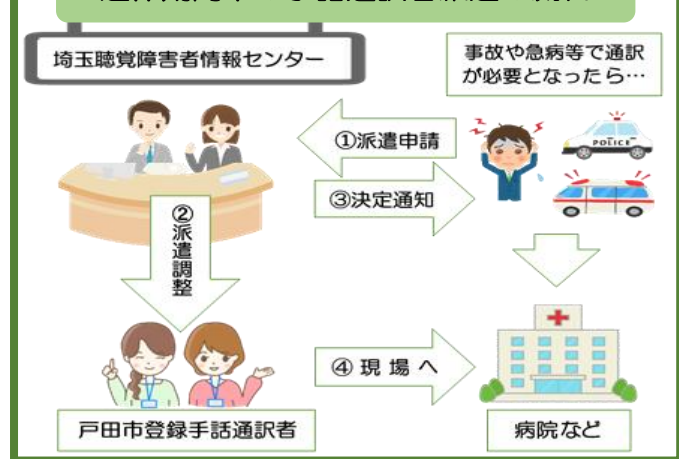 埼玉聴覚障害者情報センター
事故や急病等で通訳
が必要となったら…
①派遣申請
POLICE
③決定通知
②派遣調整
④現場へ
戸田市登録手話通訳者
病院など